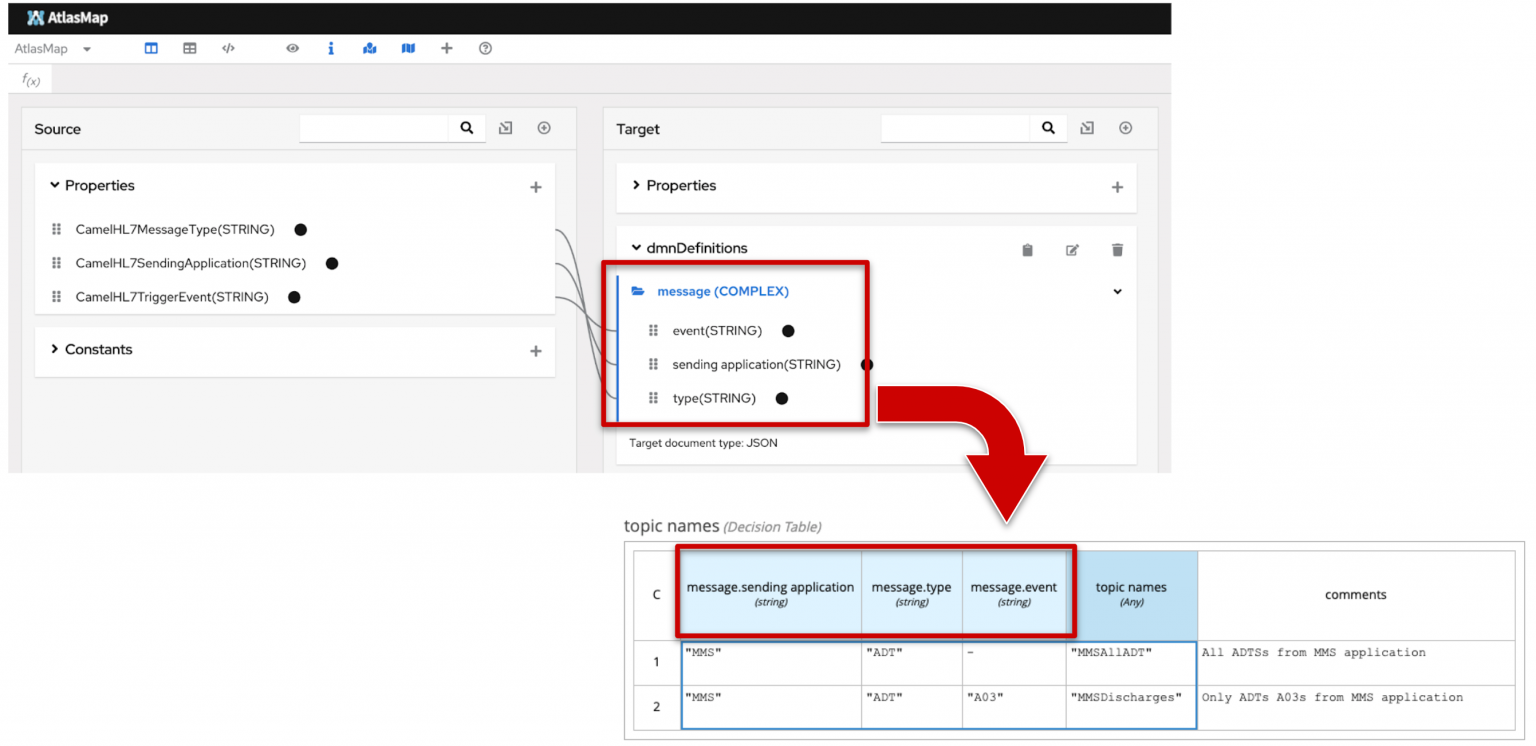 AtlasMap
AtlasMap
f(x)
Source
Target
Properties
CamelHL7MessageType(STRING)
CamelHL7SendingApplication(STRING)
CamelHL7TriggerEvent(STRING)
Constants
Properties
dmnDefinitions
message (COMPLEX)
event(STRING)
sending application(STRING)
type(STRING)
Target document type: JSON
topic names (Decision Table)
C message.sending application (string) message.type (string) message.event (string) topic names (Any) comments
1 "MMS" "ADT" - "MMSAllADT" All ADTSs from MMS application
2 "MMS" "ADT" "A03" "MMSDischarges" Only ADTs A03s from MMS application